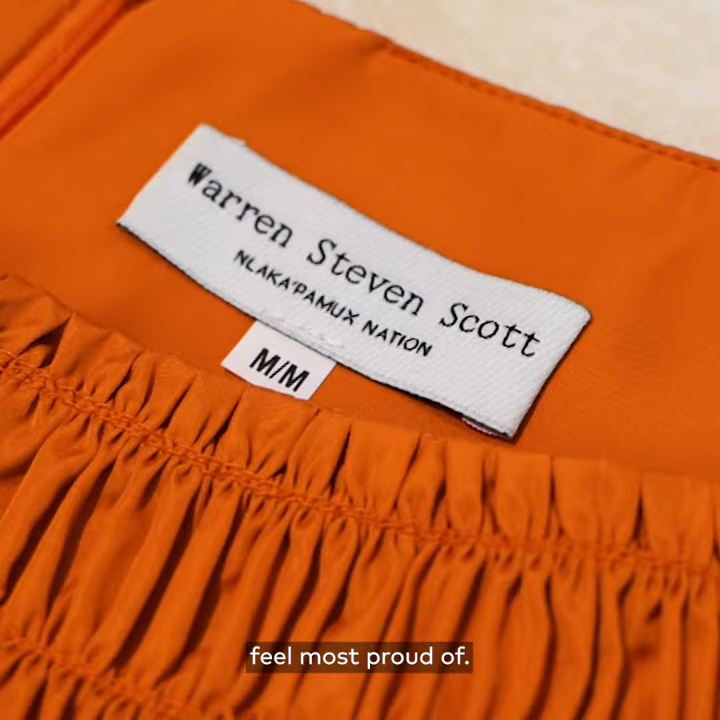 Warren Steven Scott
NLAKA'PAMUX NATION
M/M
feel most proud of.